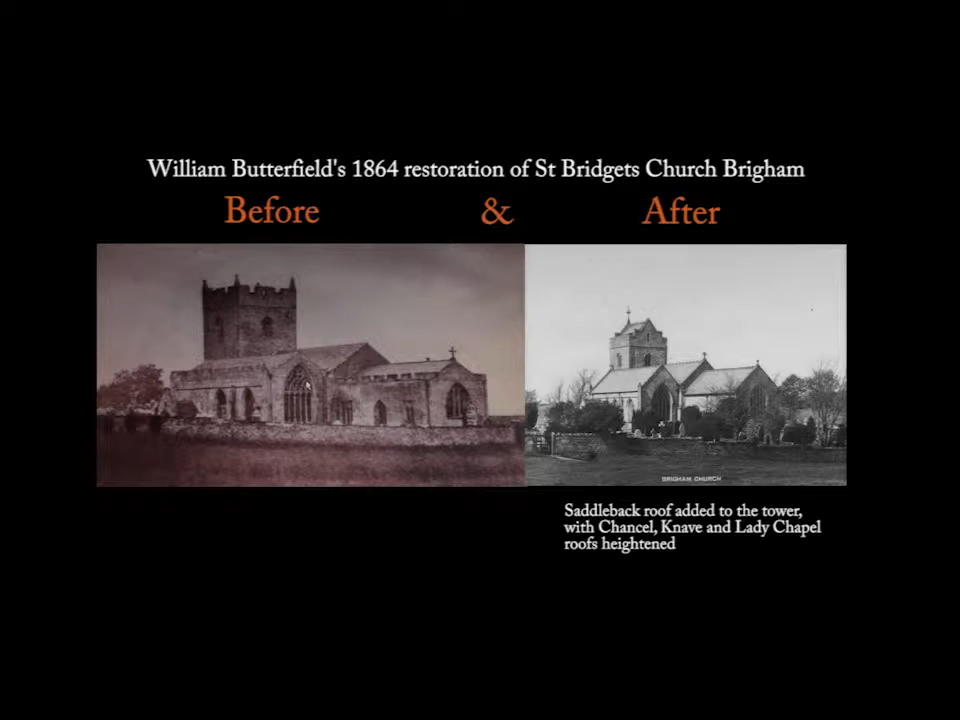 William Butterfield's 1864 restoration of St Bridgets Church Brigham
Before & After
BRIGHAM CHURCH
Saddleback roof added to the tower,
with Chancel, Knave and Lady Chapel
roofs heightened